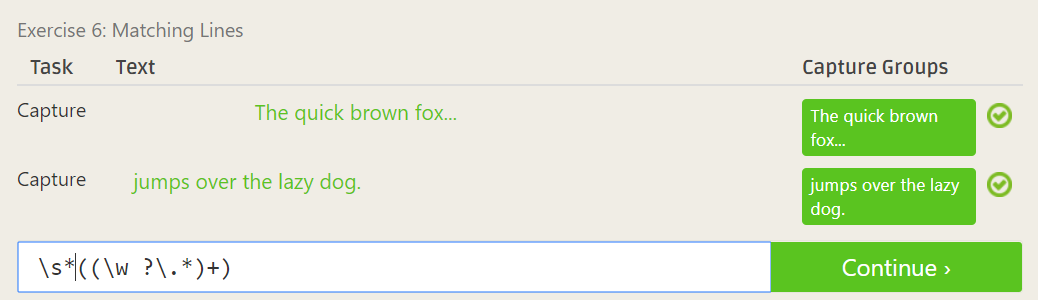 Exercise 6: Matching Lines
Task Text Capture Groups
Capture The quick brown fox... The quick brown
fox...
Capture jumps over the lazy dog. jumps over the lazy
dog.
\s*((\w ?\.*)+) Continue ›